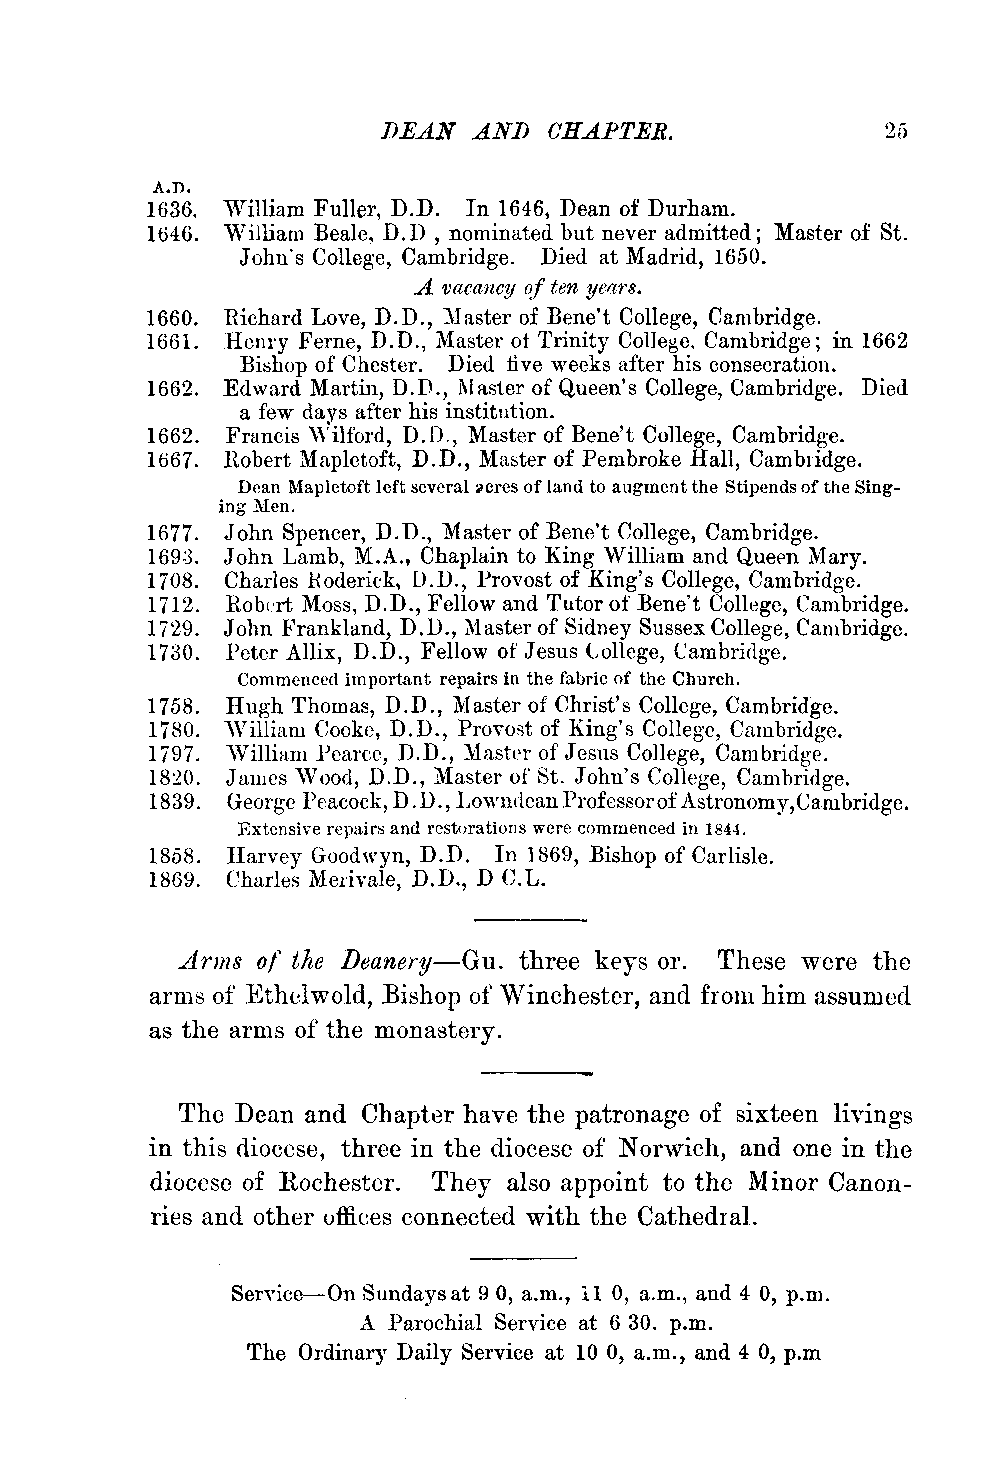 DEAN AND CHAPTER. 25
A.D.
1636. William Fuller, D.D. In 1646, Dean of Durham.
1646. William Beale, D.D , nominated but never admitted; Master of St.
John's College, Cambridge. Died at Madrid, 1650.
A vacancy of ten years.
1660. Richard Love, D.D., Master of Bene't College, Cambridge.
1661. Henry Ferne, D.D., Master of Trinity College, Cambridge; in 1662
Bishop of Chester. Died five weeks after his consecration.
1662. Edward Martin, D.D., Master of Queen's College, Cambridge. Died
a few days after his institution.
1662. Francis Wilford, D.D., Master of Bene't College, Cambridge.
1667. Robert Mapletoft, D.D., Master of Pembroke Hall, Cambridge.
Dean Mapletoft left several acres of land to augment the Stipends of the Sing-
ing Men.
1677. John Spencer, D.D., Master of Bene't College, Cambridge.
1693. John Lamb, M.A., Chaplain to King William and Queen Mary.
1708. Charles Roderick, D.D., Provost of King's College, Cambridge.
1712. Robert Moss, D.D., Fellow and Tutor of Bene't College, Cambridge.
1729. John Frankland, D.D., Master of Sidney Sussex College, Cambridge.
1730. Peter Allix, D.D., Fellow of Jesus College, Cambridge.
Commenced important repairs in the fabric of the Church.
1758. Hugh Thomas, D.D., Master of Christ's College, Cambridge.
1780. William Cooke, D.D., Provost of King's College, Cambridge.
1797. William Pearce, D.D., Master of Jesus College, Cambridge.
1820. James Wood, D.D., Master of St. John's College, Cambridge.
1839. George Peacock, D.D., Lowndean Professor of Astronomy, Cambridge.
Extensive repairs and restorations were commenced in 1844.
1858. Harvey Goodwyn, D.D. In 1869, Bishop of Carlisle.
1869. Charles Merivale, D.D., D C.L.
Arms of the Deanery—Gu. three keys or. These were the
arms of Ethelwold, Bishop of Winchester, and from him assumed
as the arms of the monastery.
The Dean and Chapter have the patronage of sixteen livings
in this diocese, three in the diocese of Norwich, and one in the
diocese of Rochester. They also appoint to the Minor Canon-
ries and other offices connected with the Cathedral.
Service—On Sundays at 9 0, a.m., 11 0, a.m., and 4 0, p.m.
A Parochial Service at 6 30. p.m.
The Ordinary Daily Service at 10 0, a.m., and 4 0, p.m